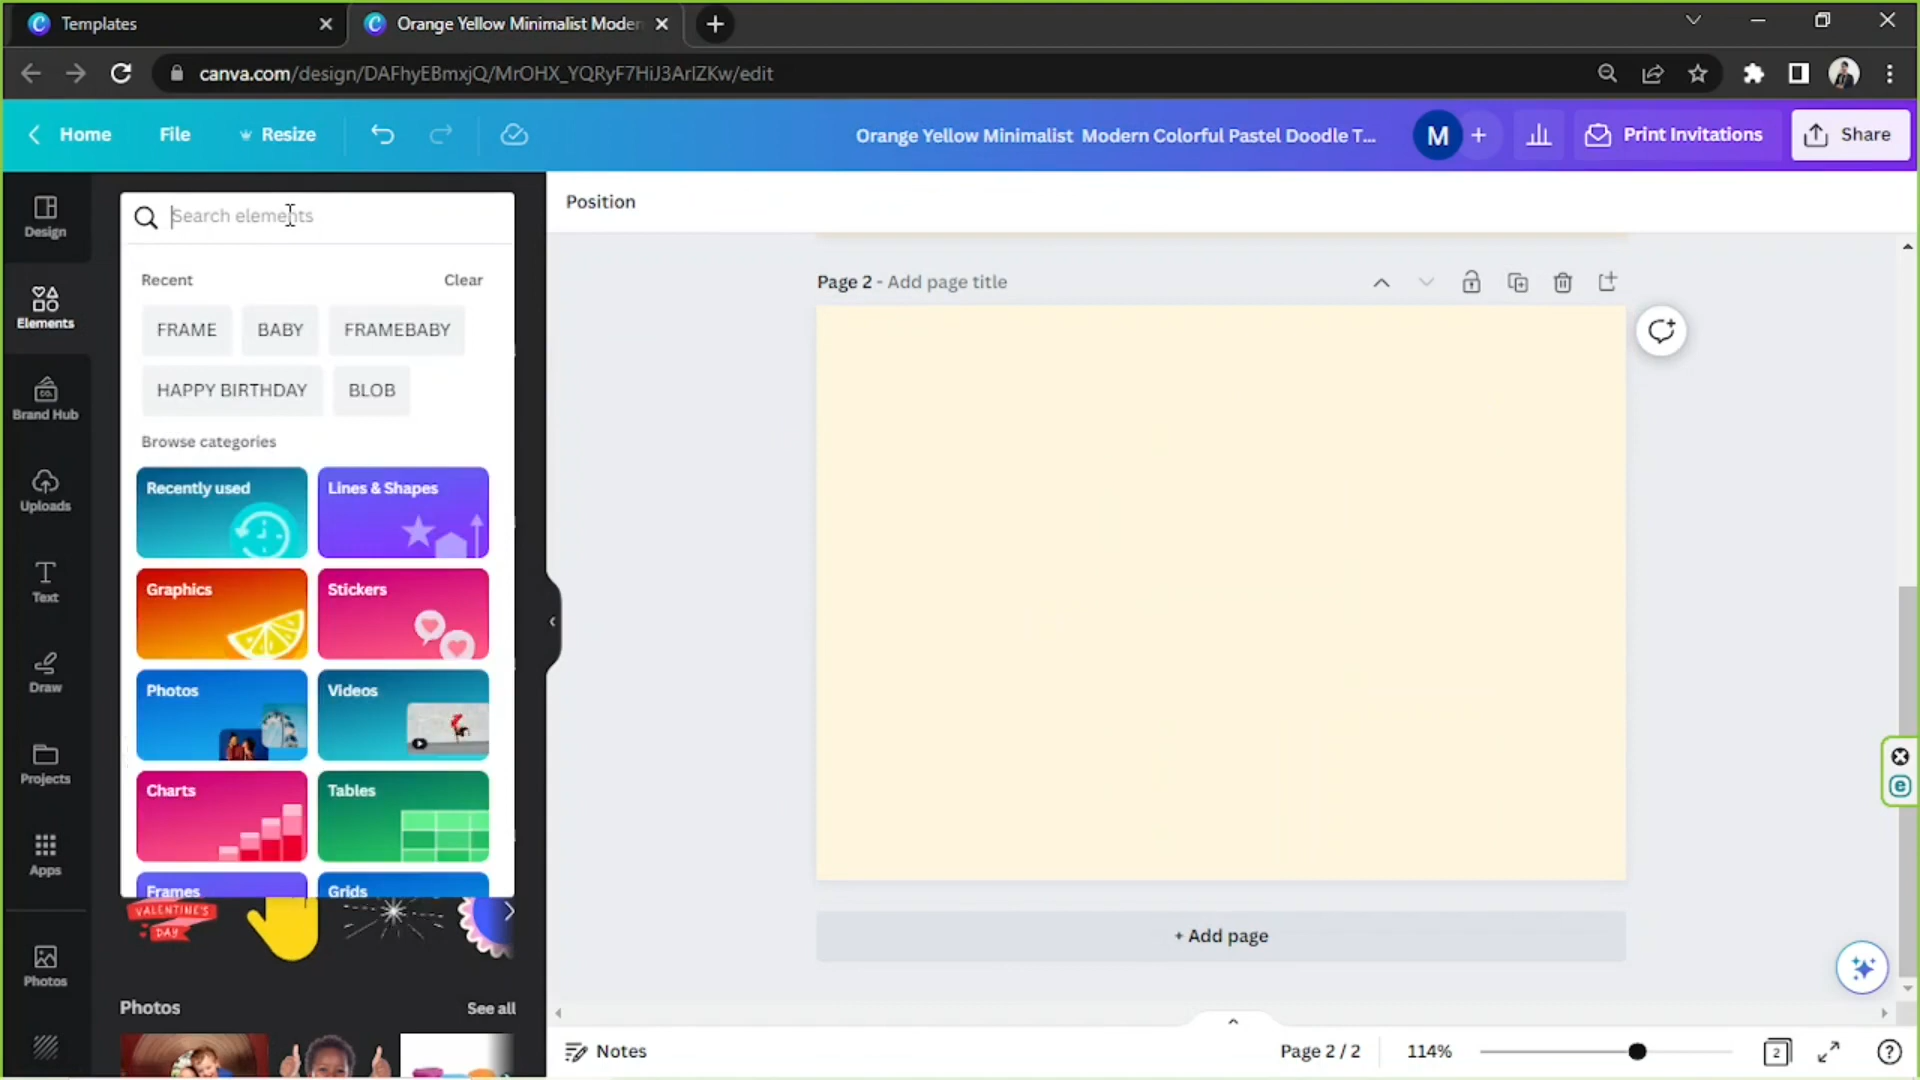 Templates
Orange Yellow Minimalist Moder
canva.com/design/DAFhyEBmxjQ/MrOHX_YQRyF7HiJ3ArlZKw/edit
Home
File
Resize
Orange Yellow Minimalist Modern Colorful Pastel Doodle T...
M
Print Invitations
Share
Design
Elements
Brand Hub
Uploads
Text
Draw
Projects
Apps
Photos
Search elements
Recent
Clear
FRAME
BABY
FRAMEBABY
HAPPY BIRTHDAY
BLOB
Browse categories
Recently used
Lines & Shapes
Graphics
Stickers
Photos
Videos
Charts
Tables
Frames
Grids
VALENTINE'S
DAY
Photos
See all
Position
Page 2 - Add page title
+ Add page
Notes
Page 2 / 2
114%
2